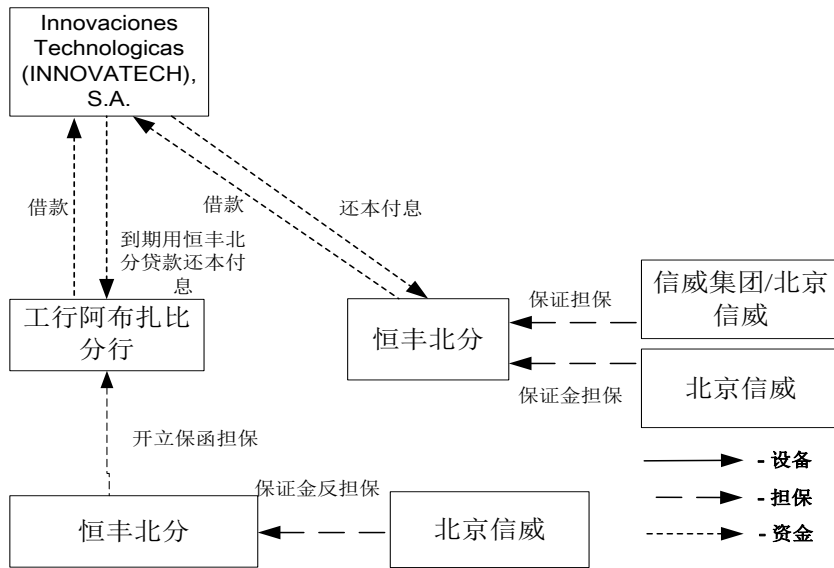 Innovaciones
Technologicas
(INNOVATECH),
S.A.
借款
到期用恒丰北
分贷款还本付
息
借款
还本付息
工行阿布扎比
分行
恒丰北分
保证担保
信威集团/北京
信威
保证金担保
北京信威
开立保函担保
恒丰北分
保证金反担保
北京信威
- 设备
- 担保
- 资金